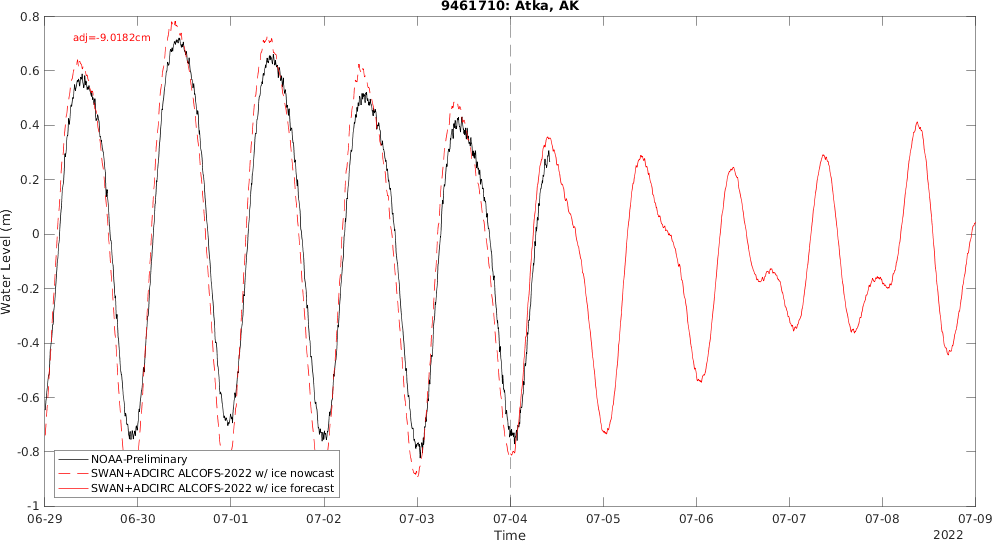 9461710: Atka, AK
adj=-9.0182cm
Water Level (m)
0.8
0.6
0.4
0.2
0
-0.2
-0.4
-0.6
-0.8
-1
NOAA-Preliminary
SWAN+ADCIRC ALCOFS-2022 w/ ice nowcast
SWAN+ADCIRC ALCOFS-2022 w/ ice forecast
06-29 06-30 07-01 07-02 07-03 07-04 07-05 07-06 07-07 07-08 07-09
Time
2022